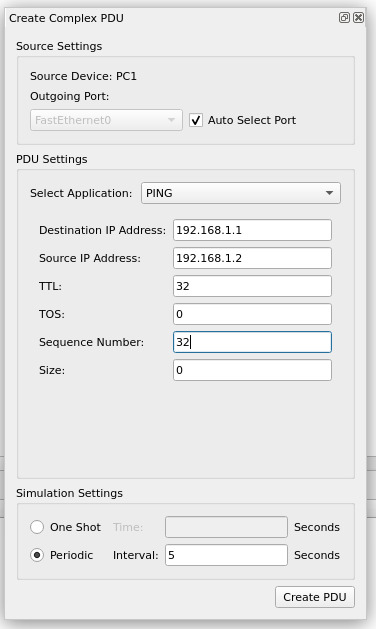 Create Complex PDU
Source Settings
Source Device: PC1
Outgoing Port:
FastEthernet0 Auto Select Port
PDU Settings
Select Application: PING
Destination IP Address: 192.168.1.1
Source IP Address: 192.168.1.2
TTL: 32
TOS: 0
Sequence Number: 32
Size: 0
Simulation Settings
One Shot Time: Seconds
Periodic Interval: 5 Seconds
Create PDU